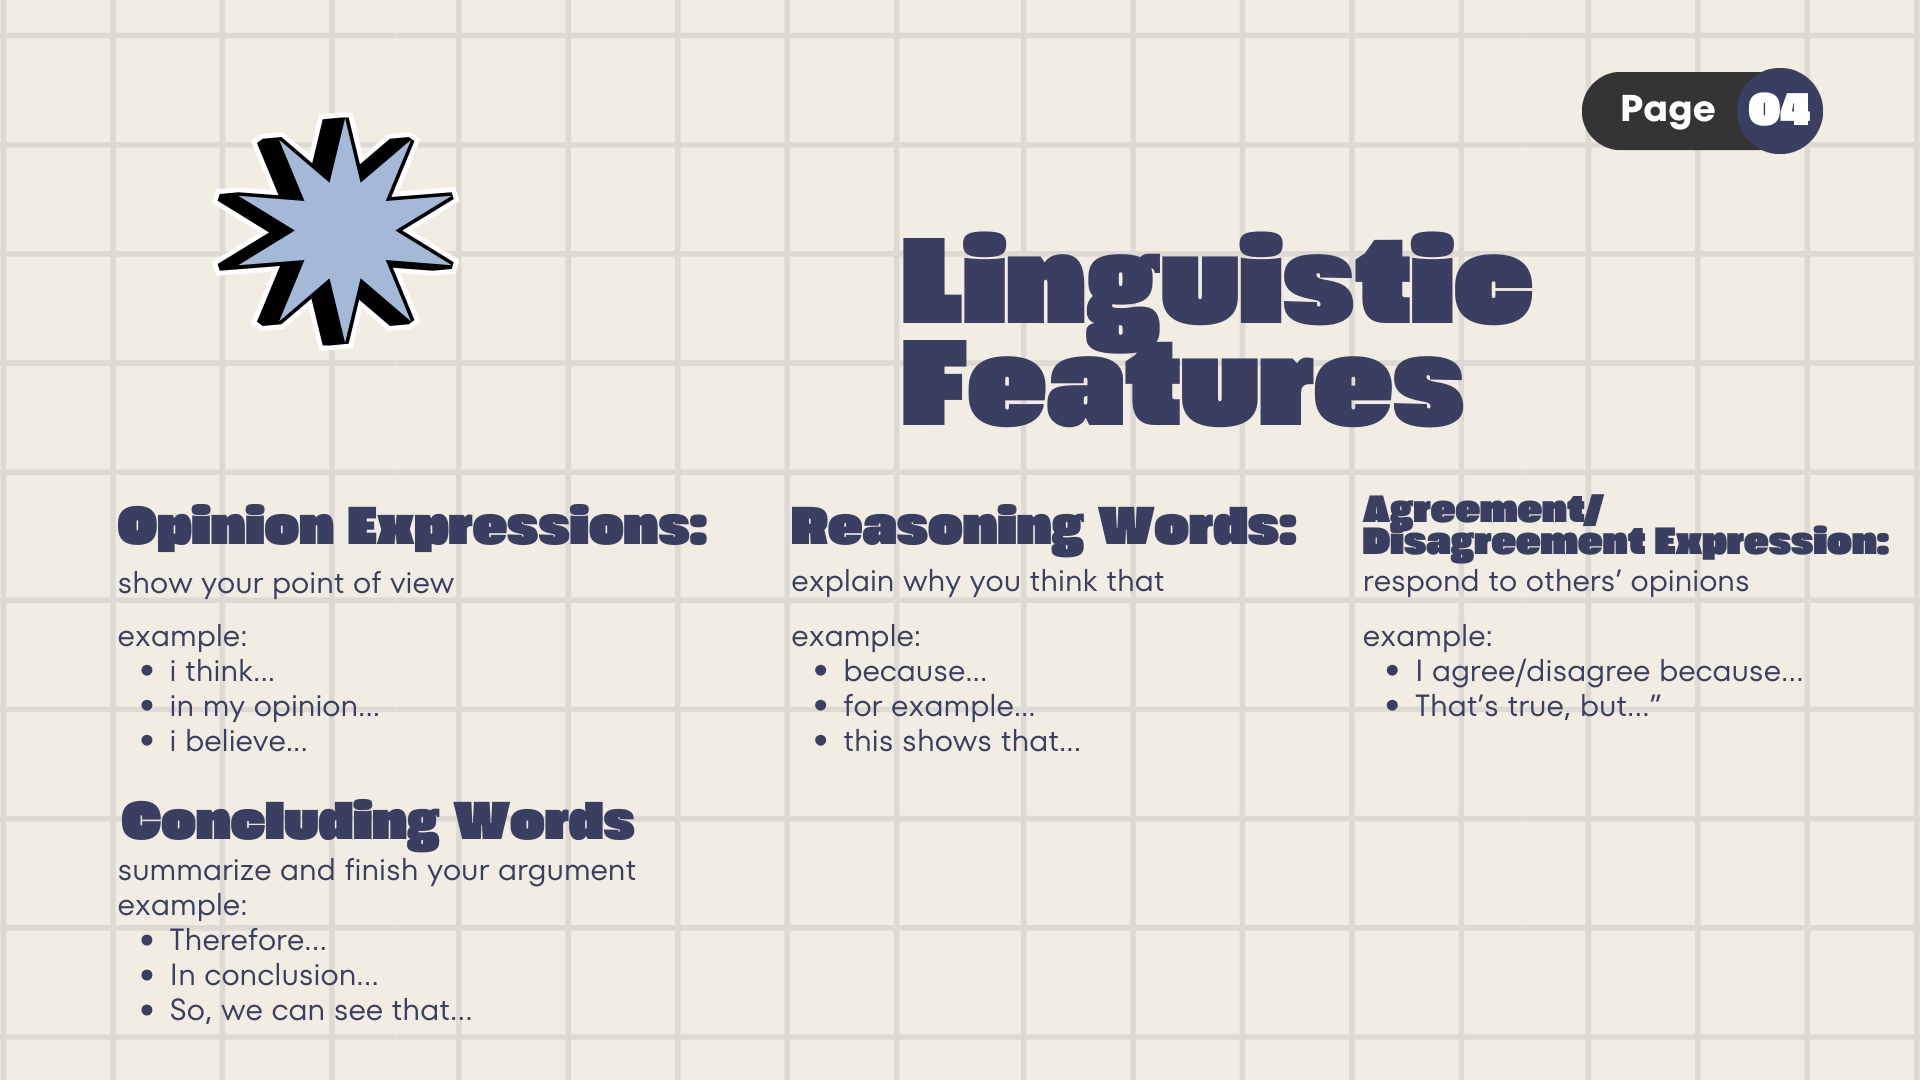 Page 04
Linguistic
Features
Opinion Expressions:
show your point of view
example:
• i think...
• in my opinion...
• i believe...
Reasoning Words:
explain why you think that
example:
• because...
• for example...
• this shows that...
Agreement/
Disagreement Expression:
respond to others’ opinions
example:
• I agree/disagree because...
• That’s true, but...”
Concluding Words
summarize and finish your argument
example:
• Therefore...
• In conclusion...
• So, we can see that...